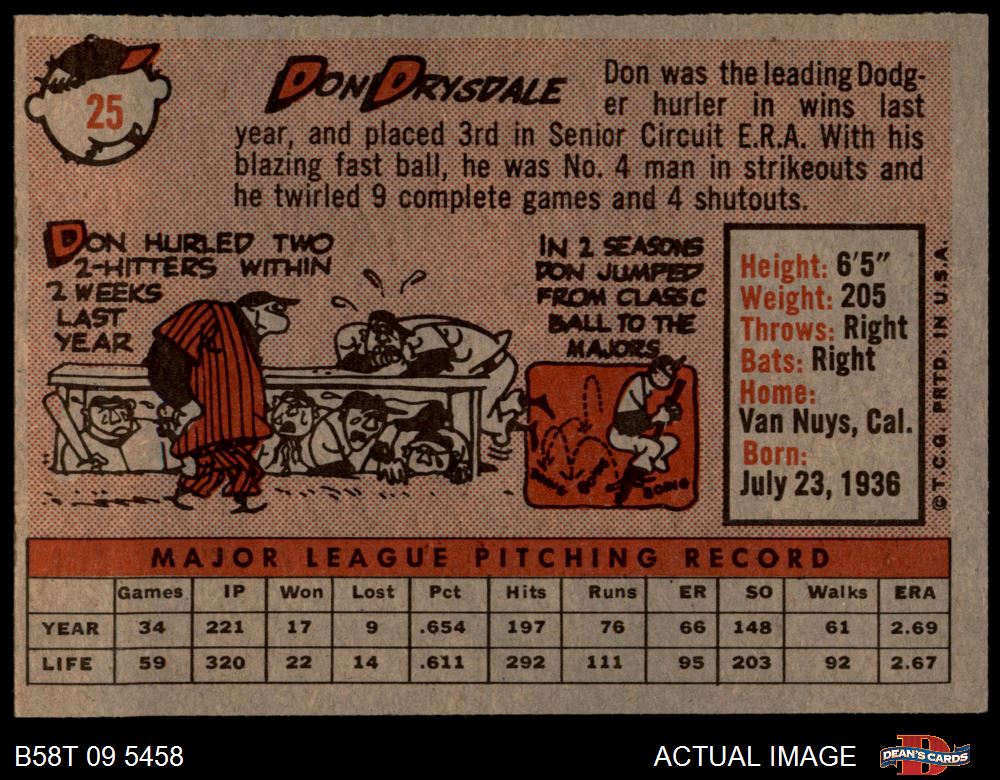 25
DON DRYSDALE
Don was the leading Dodg-
er hurler in wins last
year, and placed 3rd in Senior Circuit E.R.A. With his
blazing fast ball, he was No. 4 man in strikeouts and
he twirled 9 complete games and 4 shutouts.
DON HURLED TWO
2-HITTERS WITHIN
2 WEEKS
LAST
YEAR
IN 2 SEASONS
DON JUMPED
FROM CLASS C
BALL TO THE
MAJORS
BOING
Height: 6'5"
Weight: 205
Throws: Right
Bats: Right
Home:
Van Nuys, Cal.
Born:
July 23, 1936
© T.C.G. PRTD. IN U.S.A.
MAJOR LEAGUE PITCHING RECORD
Games IP Won Lost Pct Hits Runs ER SO Walks ERA
YEAR 34 221 17 9 .654 197 76 66 148 61 2.69
LIFE 59 320 22 14 .611 292 111 95 203 92 2.67
B58T 09 5458
ACTUAL IMAGE
DEAN'S CARDS